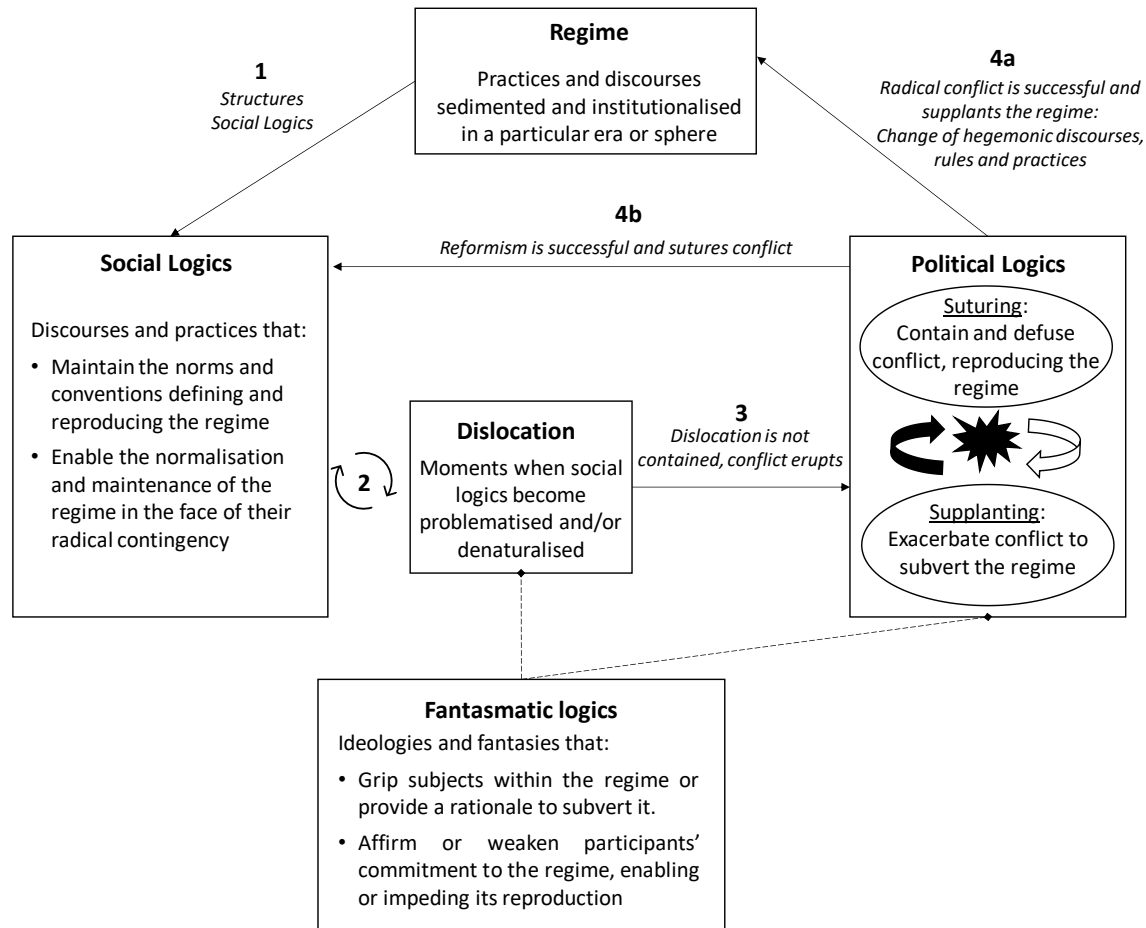 Regime
Practices and discourses
sedimented and institutionalised
in a particular era or sphere
1
Structures
Social Logics
4a
Radical conflict is successful and
supplants the regime:
Change of hegemonic discourses,
rules and practices
4b
Reformism is successful and sutures conflict
Social Logics
Discourses and practices that:
• Maintain the norms and
conventions defining and
reproducing the regime
• Enable the normalisation
and maintenance of the
regime in the face of their
radical contingency
2
Dislocation
Moments when social
logics become
problematised and/or
denaturalised
3
Dislocation is not
contained, conflict erupts
Political Logics
Suturing:
Contain and defuse
conflict, reproducing the
regime
Supplanting:
Exacerbate conflict to
subvert the regime
Fantasmatic logics
Ideologies and fantasies that:
• Grip subjects within the regime or
provide a rationale to subvert it.
• Affirm or weaken participants’
commitment to the regime, enabling
or impeding its reproduction